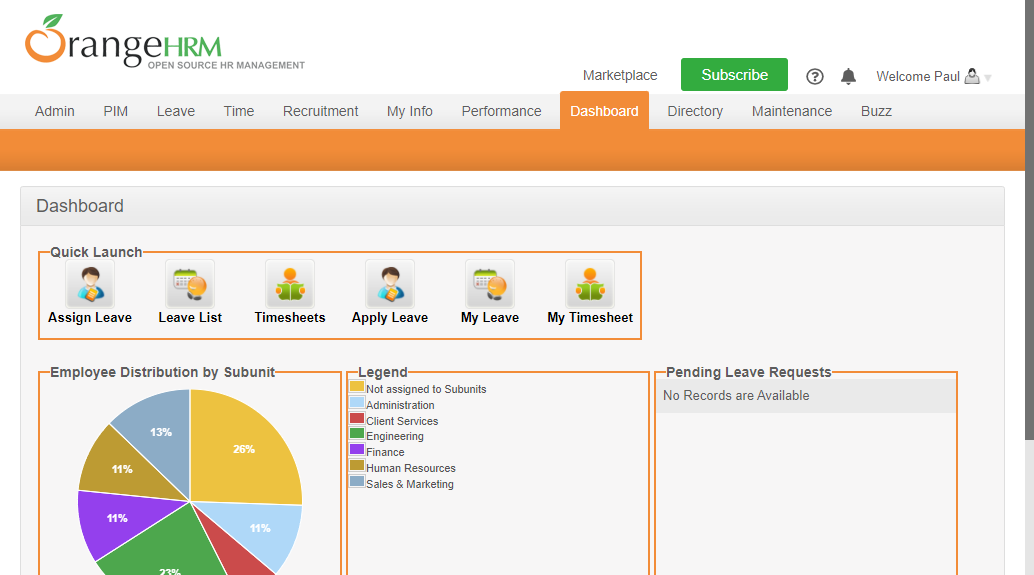 OrangeHRM
OPEN SOURCE HR MANAGEMENT
Marketplace Subscribe ? Welcome Paul
Admin PIM Leave Time Recruitment My Info Performance Dashboard Directory Maintenance Buzz
Dashboard
Quick Launch
Assign Leave Leave List Timesheets Apply Leave My Leave My Timesheet
Employee Distribution by Subunit
13%
26%
11%
11%
11%
23%
Legend
Not assigned to Subunits
Administration
Client Services
Engineering
Finance
Human Resources
Sales & Marketing
Pending Leave Requests
No Records are Available